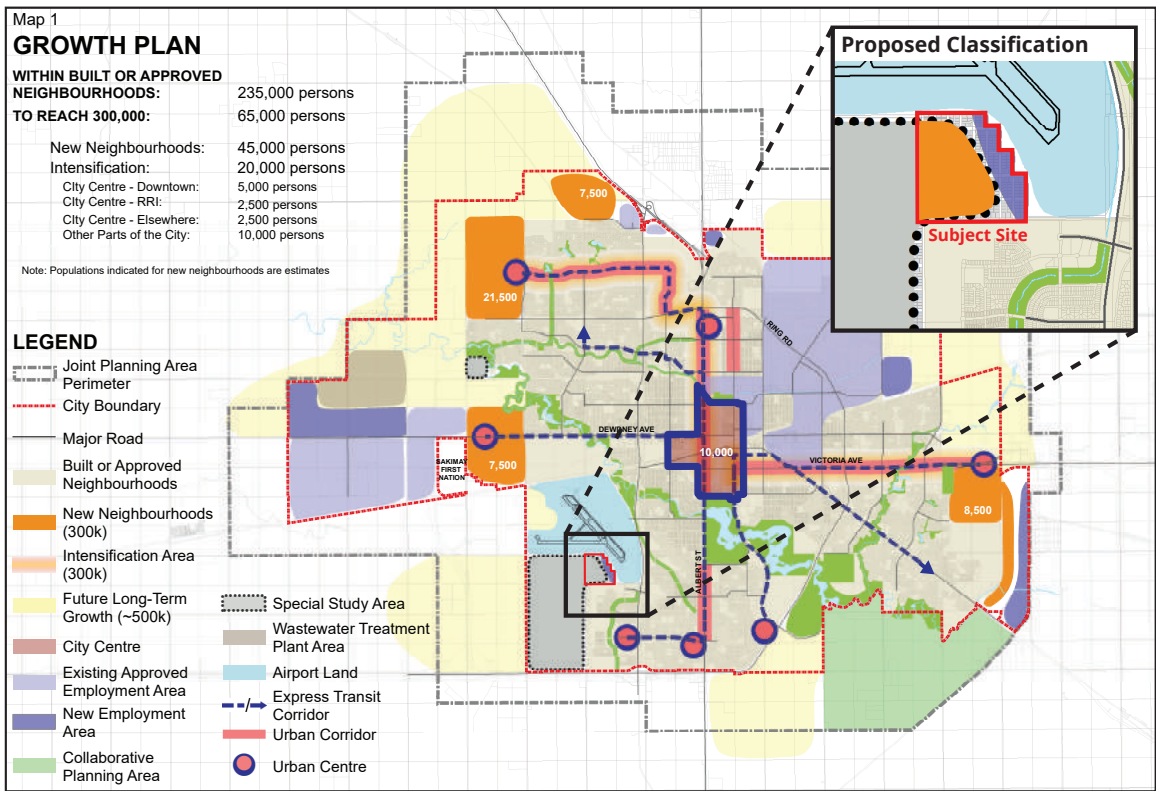 Map 1
GROWTH PLAN
WITHIN BUILT OR APPROVED
NEIGHBOURHOODS: 235,000 persons
TO REACH 300,000: 65,000 persons
New Neighbourhoods: 45,000 persons
Intensification: 20,000 persons
CIty Centre - Downtown: 5,000 persons
CIty Centre - RRI: 2,500 persons
CIty Centre - Elsewhere: 2,500 persons
Other Parts of the City: 10,000 persons
Note: Populations indicated for new neighbourhoods are estimates
Proposed Classification
Subject Site
7,500
21,500
RING RD
DEWDNEY AVE
10,000
VICTORIA AVE
SAKIMAY
FIRST
NATION
7,500
8,500
ALBERT ST
LEGEND
Joint Planning Area
Perimeter
City Boundary
Major Road
Built or Approved
Neighbourhoods
New Neighbourhoods
(300k)
Intensification Area
(300k)
Future Long-Term
Growth (~500k)
City Centre
Existing Approved
Employment Area
New Employment
Area
Collaborative
Planning Area
Special Study Area
Wastewater Treatment
Plant Area
Airport Land
Express Transit
Corridor
Urban Corridor
Urban Centre